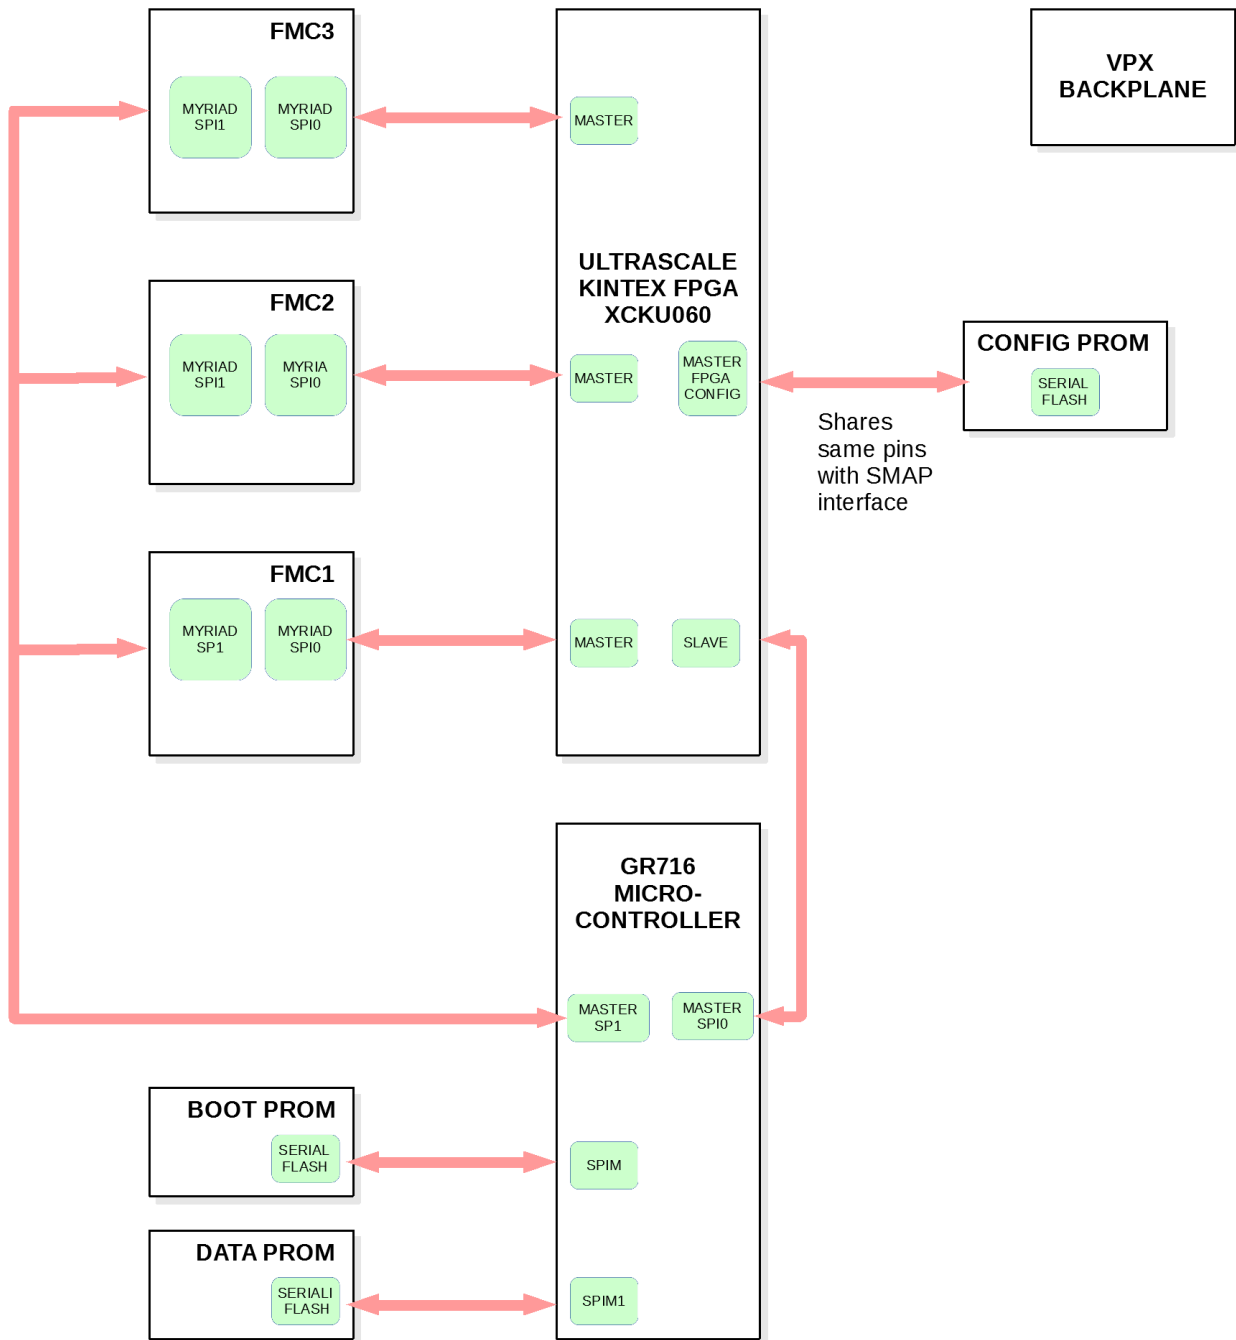 FMC3
MYRIAD
SPI1
MYRIAD
SPI0
MASTER
VPX
BACKPLANE
ULTRASCALE
KINTEX FPGA
XCKU060
FMC2
MYRIAD
SPI1
MYRIA
SPI0
MASTER
MASTER
FPGA
CONFIG
CONFIG PROM
SERIAL
FLASH
Shares
same pins
with SMAP
interface
FMC1
MYRIAD
SP1
MYRIAD
SPI0
MASTER
SLAVE
GR716
MICRO-
CONTROLLER
MASTER
SP1
MASTER
SPI0
BOOT PROM
SERIAL
FLASH
SPIM
DATA PROM
SERIALI
FLASH
SPIM1